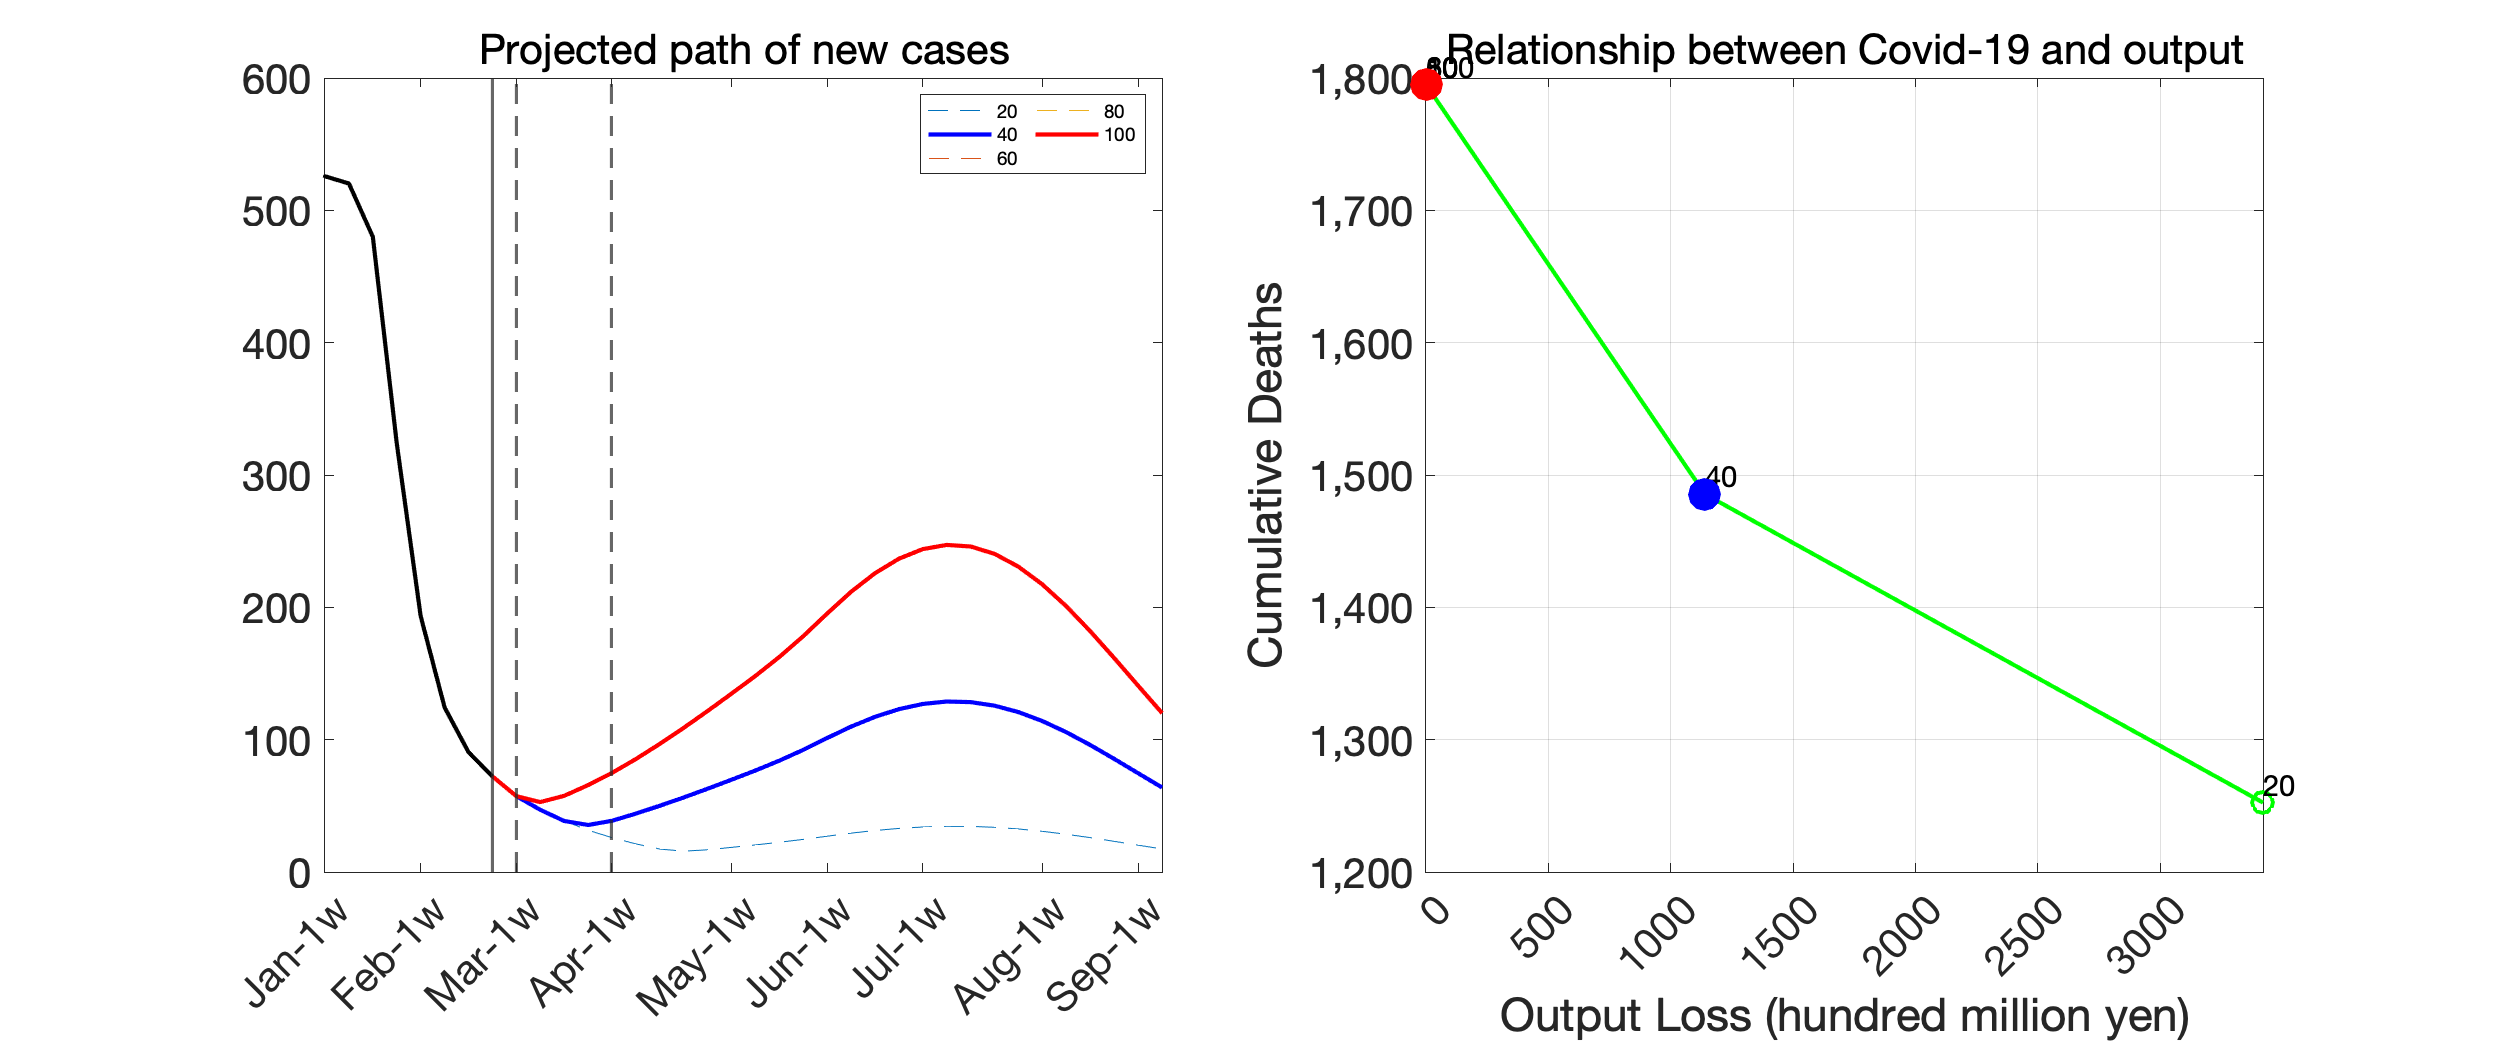 Projected path of new cases
600
500
400
300
200
100
0
20
40
60
80
100
Jan-1w
Feb-1w
Mar-1w
Apr-1w
May-1w
Jun-1w
Jul-1w
Aug-1w
Sep-1w
Relationship between Covid-19 and output
Cumulative Deaths
1,800
1,700
1,600
1,500
1,400
1,300
1,200
40
20
0
500
1000
1500
2000
2500
3000
Output Loss (hundred million yen)